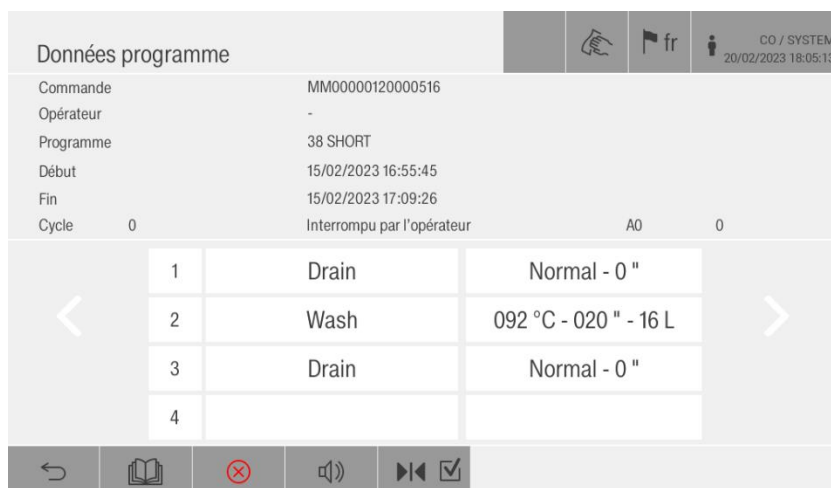 Données programme
fr
CO / SYSTEM
20/02/2023 18:05:13
Commande MM00000120000516
Opérateur -
Programme 38 SHORT
Début 15/02/2023 16:55:45
Fin 15/02/2023 17:09:26
Cycle 0 Interrompu par l'opérateur A0 0
1 Drain Normal - 0 "
2 Wash 092 °C - 020 " - 16 L
3 Drain Normal - 0 "
4